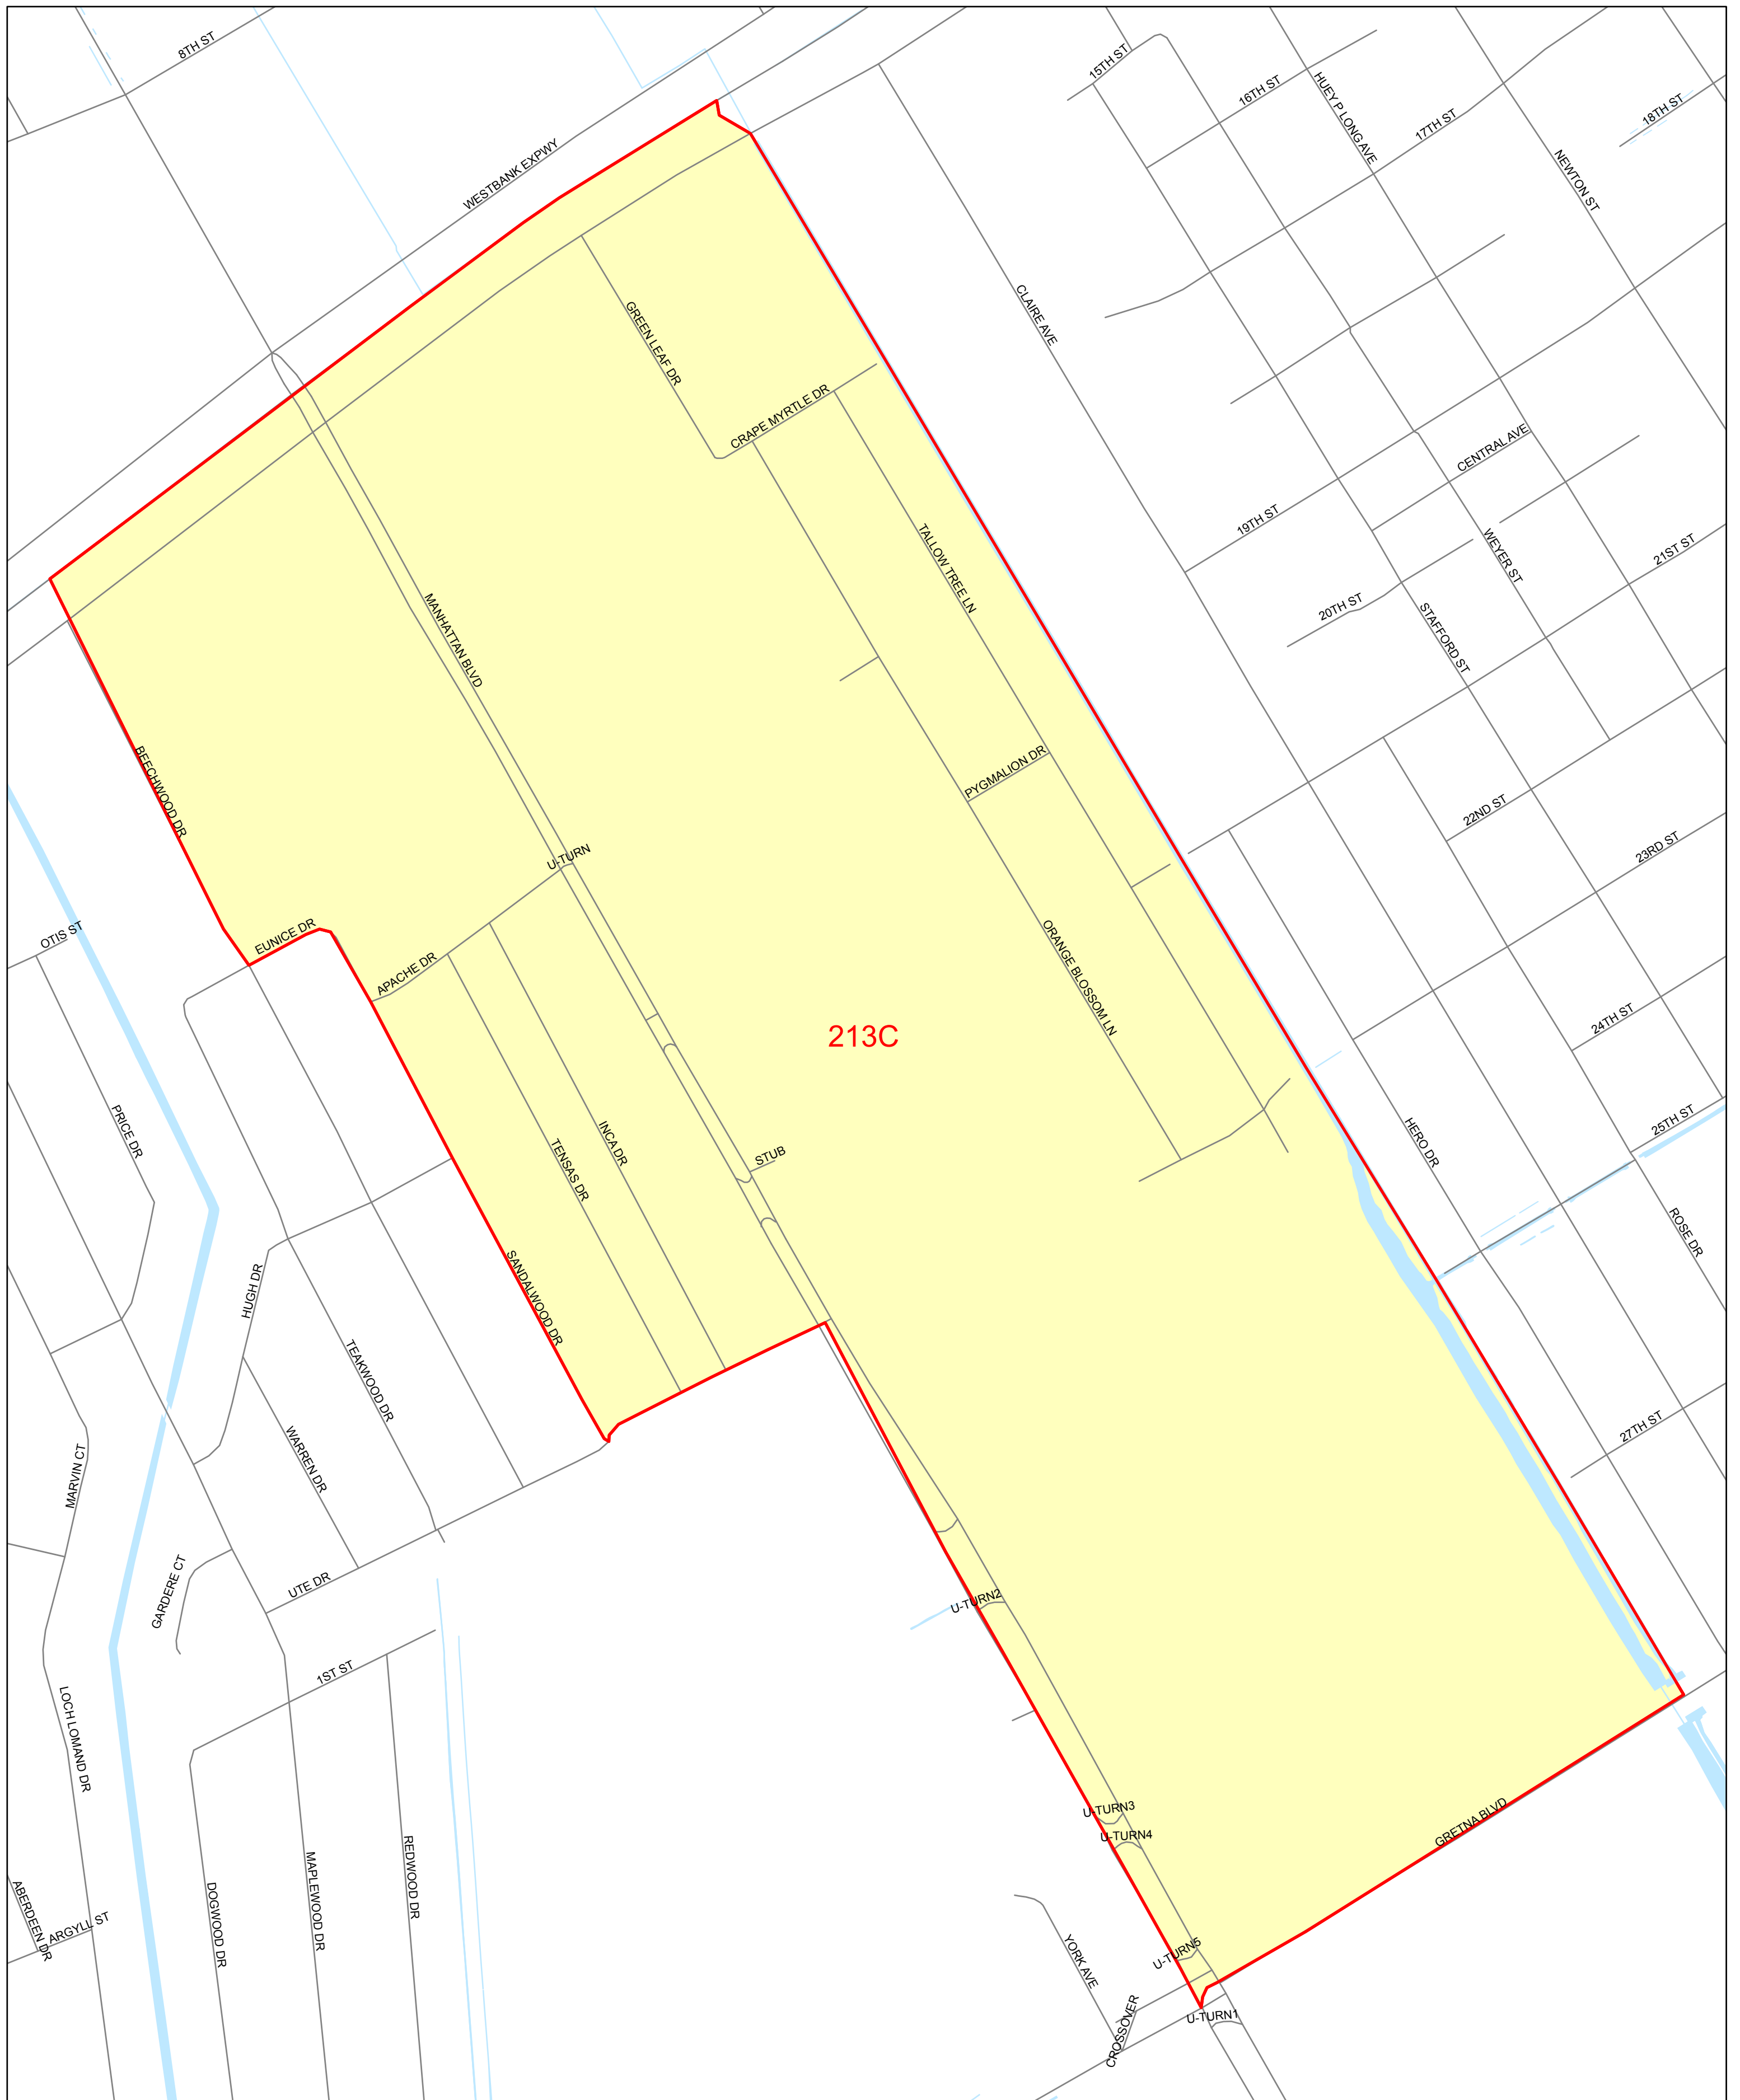 8TH ST
15TH ST
16TH ST
HUEY P LONG AVE
17TH ST
18TH ST
WESTBANK EXPWY
NEWTON ST
CLAIRE AVE
GREEN LEAF DR
CRAPE MYRTLE DR
CENTRAL AVE
19TH ST
TALLOW TREE LN
WEYER ST
21ST ST
20TH ST
MANHATTAN BLVD
STAFFORD ST
BEECHWOOD DR
PYGMALION DR
22ND ST
23RD ST
U-TURN
OTIS ST
EUNICE DR
APACHE DR
ORANGE BLOSSOM LN
24TH ST
213C
PRICE DR
INCA DR
TENSAS DR
STUB
HERO DR
25TH ST
ROSE DR
HUGH DR
SANDALWOOD DR
TEAKWOOD DR
27TH ST
MARVIN CT
WARREN DR
GARDERE CT
UTE DR
U-TURN2
1ST ST
LOCH LOMAND DR
U-TURN3
U-TURN4
GRETNA BLVD
ABERDEEN DR
ARGYLL ST
DOGWOOD DR
MAPLEWOOD DR
REDWOOD DR
YORK AVE
U-TURN5
CROSSOVER
U-TURN1